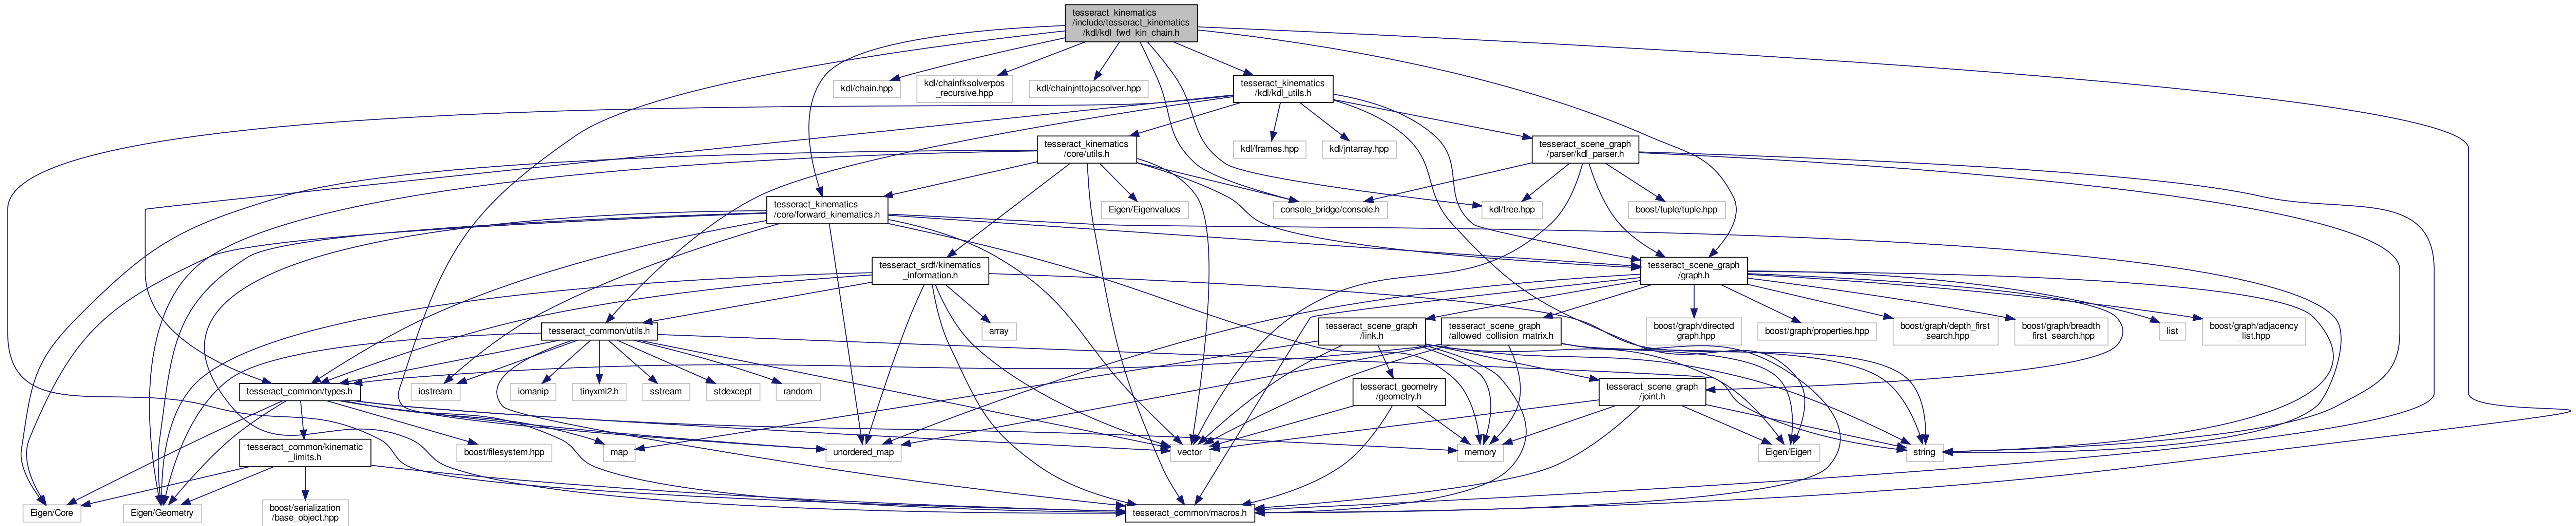 tesseract_kinematics
/include/tesseract_kinematics
/kdl/kdl_fwd_kin_chain.h
kdl/chain.hpp
kdl/chainfksolverpos
_recursive.hpp
kdl/chainjnttojacsolver.hpp
tesseract_kinematics
/kdl/kdl_utils.h
tesseract_kinematics
/core/utils.h
kdl/frames.hpp
kdl/jntarray.hpp
tesseract_scene_graph
/parser/kdl_parser.h
tesseract_kinematics
/core/forward_kinematics.h
Eigen/Eigenvalues
console_bridge/console.h
kdl/tree.hpp
boost/tuple/tuple.hpp
tesseract_srdf/kinematics
_information.h
tesseract_scene_graph
/graph.h
tesseract_common/utils.h
array
tesseract_scene_graph
/link.h
tesseract_scene_graph
/allowed_collision_matrix.h
boost/graph/directed
_graph.hpp
boost/graph/properties.hpp
boost/graph/depth_first
_search.hpp
boost/graph/breadth
_first_search.hpp
list
boost/graph/adjacency
_list.hpp
tesseract_common/types.h
iostream
iomanip
tinyxml2.h
sstream
stdexcept
random
tesseract_geometry
/geometry.h
tesseract_scene_graph
/joint.h
tesseract_common/kinematic
_limits.h
boost/filesystem.hpp
map
unordered_map
vector
memory
Eigen/Eigen
string
Eigen/Core
Eigen/Geometry
boost/serialization
/base_object.hpp
tesseract_common/macros.h